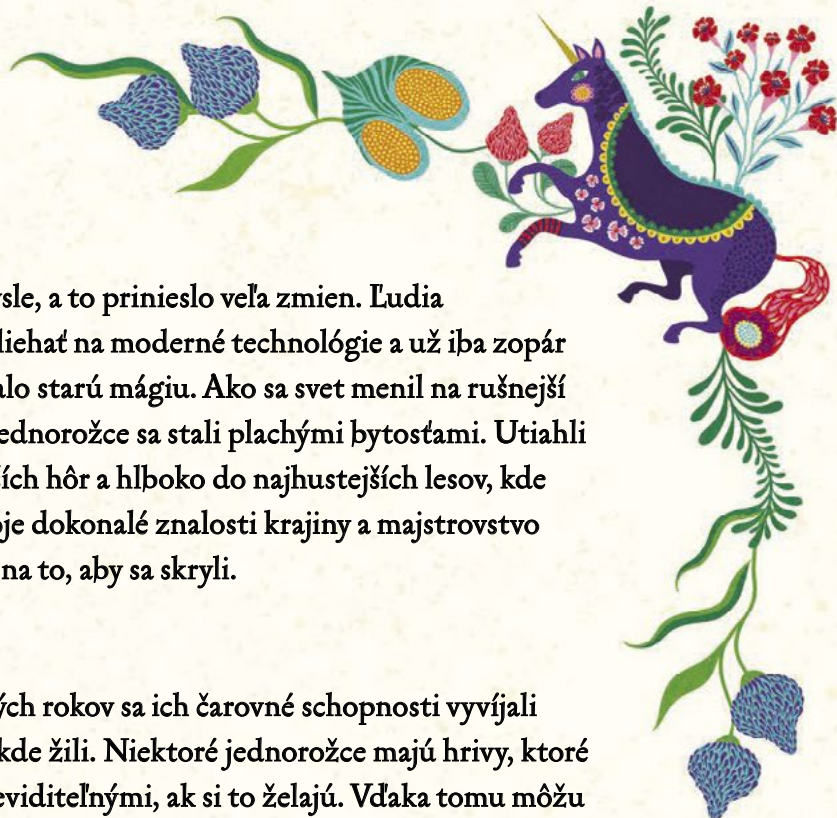 sle, a to prinieslo veľa zmien. Ľudia
liehať na moderné technológie a už iba zopár
alo starú mágiu. Ako sa svet menil na rušnejší
ednorožce sa stali plachými bytosťami. Utiahli
ích hôr a hlboko do najhustejších lesov, kde
je dokonalé znalosti krajiny a majstrovstvo
na to, aby sa skryli.
ých rokov sa ich čarovné schopnosti vyvíjali
kde žili. Niektoré jednorožce majú hrivy, ktoré
eviditeľnými, ak si to želajú. Vďaka tomu môžu